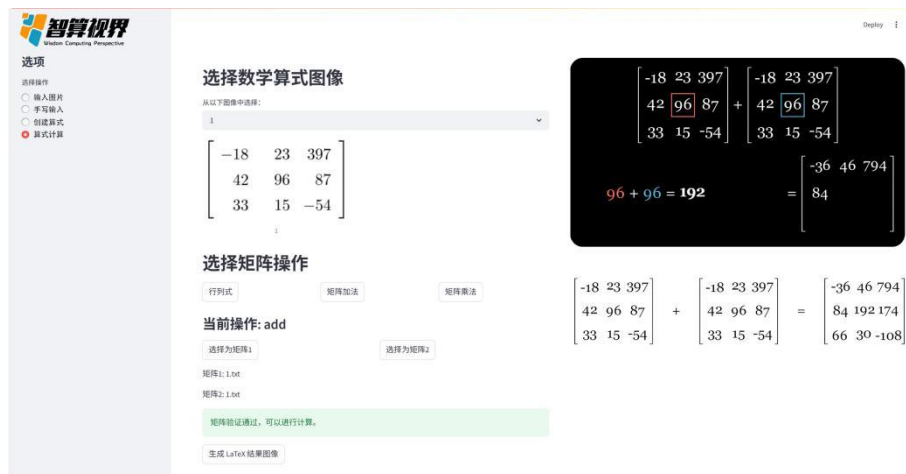 智算视界
Wisdom Computing Perspective
选项
选择操作
输入图片
手写输入
创建算式
算式计算
Deploy
选择数学算式图像
从以下图像中选择：
1
−18 23 397
42 96 87
33 15 −54
1
选择矩阵操作
行列式 矩阵加法 矩阵乘法
当前操作: add
选择为矩阵1 选择为矩阵2
矩阵1: 1.txt
矩阵2: 1.txt
矩阵验证通过，可以进行计算。
生成 LaTeX 结果图像
-18 23 397 -18 23 397
42 96 87 + 42 96 87
33 15 -54 33 15 -54
-36 46 794
96 + 96 = 192 = 84
-18 23 397 -18 23 397 -36 46 794
42 96 87 + 42 96 87 = 84 192 174
33 15 -54 33 15 -54 66 30 -108